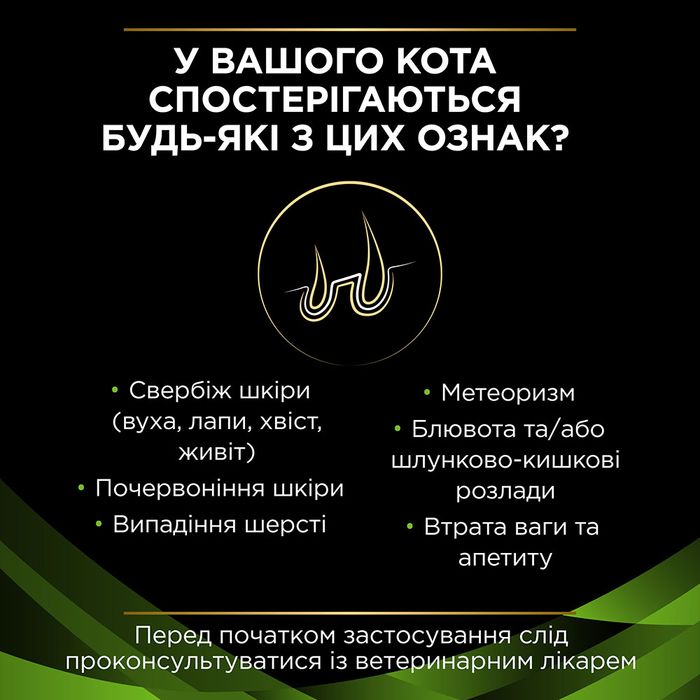 У ВАШОГО КОТА
СПОСТЕРІГАЮТЬСЯ
БУДЬ-ЯКІ З ЦИХ ОЗНАК?
• Свербіж шкіри
(вуха, лапи, хвіст,
живіт)
• Почервоніння шкіри
• Випадіння шерсті
• Метеоризм
• Блювота та/або
шлунково-кишкові
розлади
• Втрата ваги та
апетиту
Перед початком застосування слід
проконсультуватися із ветеринарним лікарем